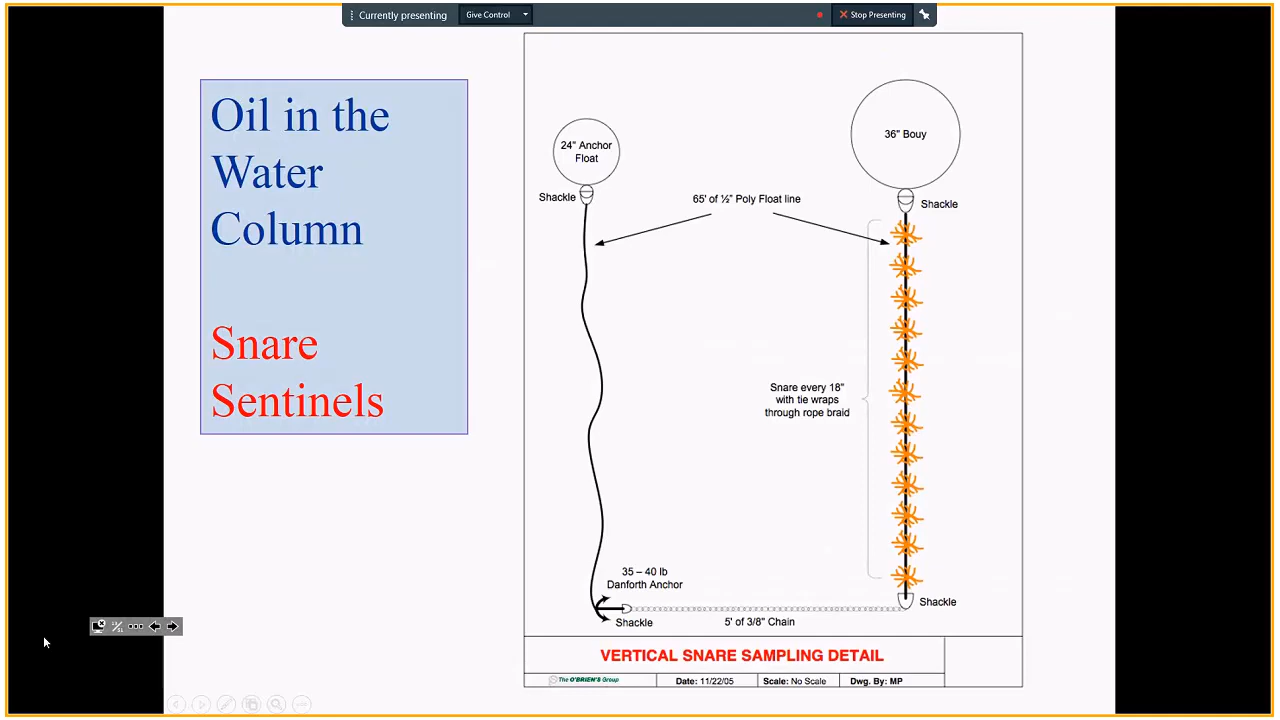 Currently presenting
Give Control
Stop Presenting
Oil in the
Water
Column
Snare
Sentinels
24" Anchor
Float
36" Bouy
Shackle
65' of ½" Poly Float line
Shackle
Snare every 18"
with tie wraps
through rope braid
35 – 40 lb
Danforth Anchor
Shackle
Shackle
5' of 3/8" Chain
VERTICAL SNARE SAMPLING DETAIL
The O'BRIEN'S Group
Date: 11/22/05
Scale: No Scale
Dwg. By: MP